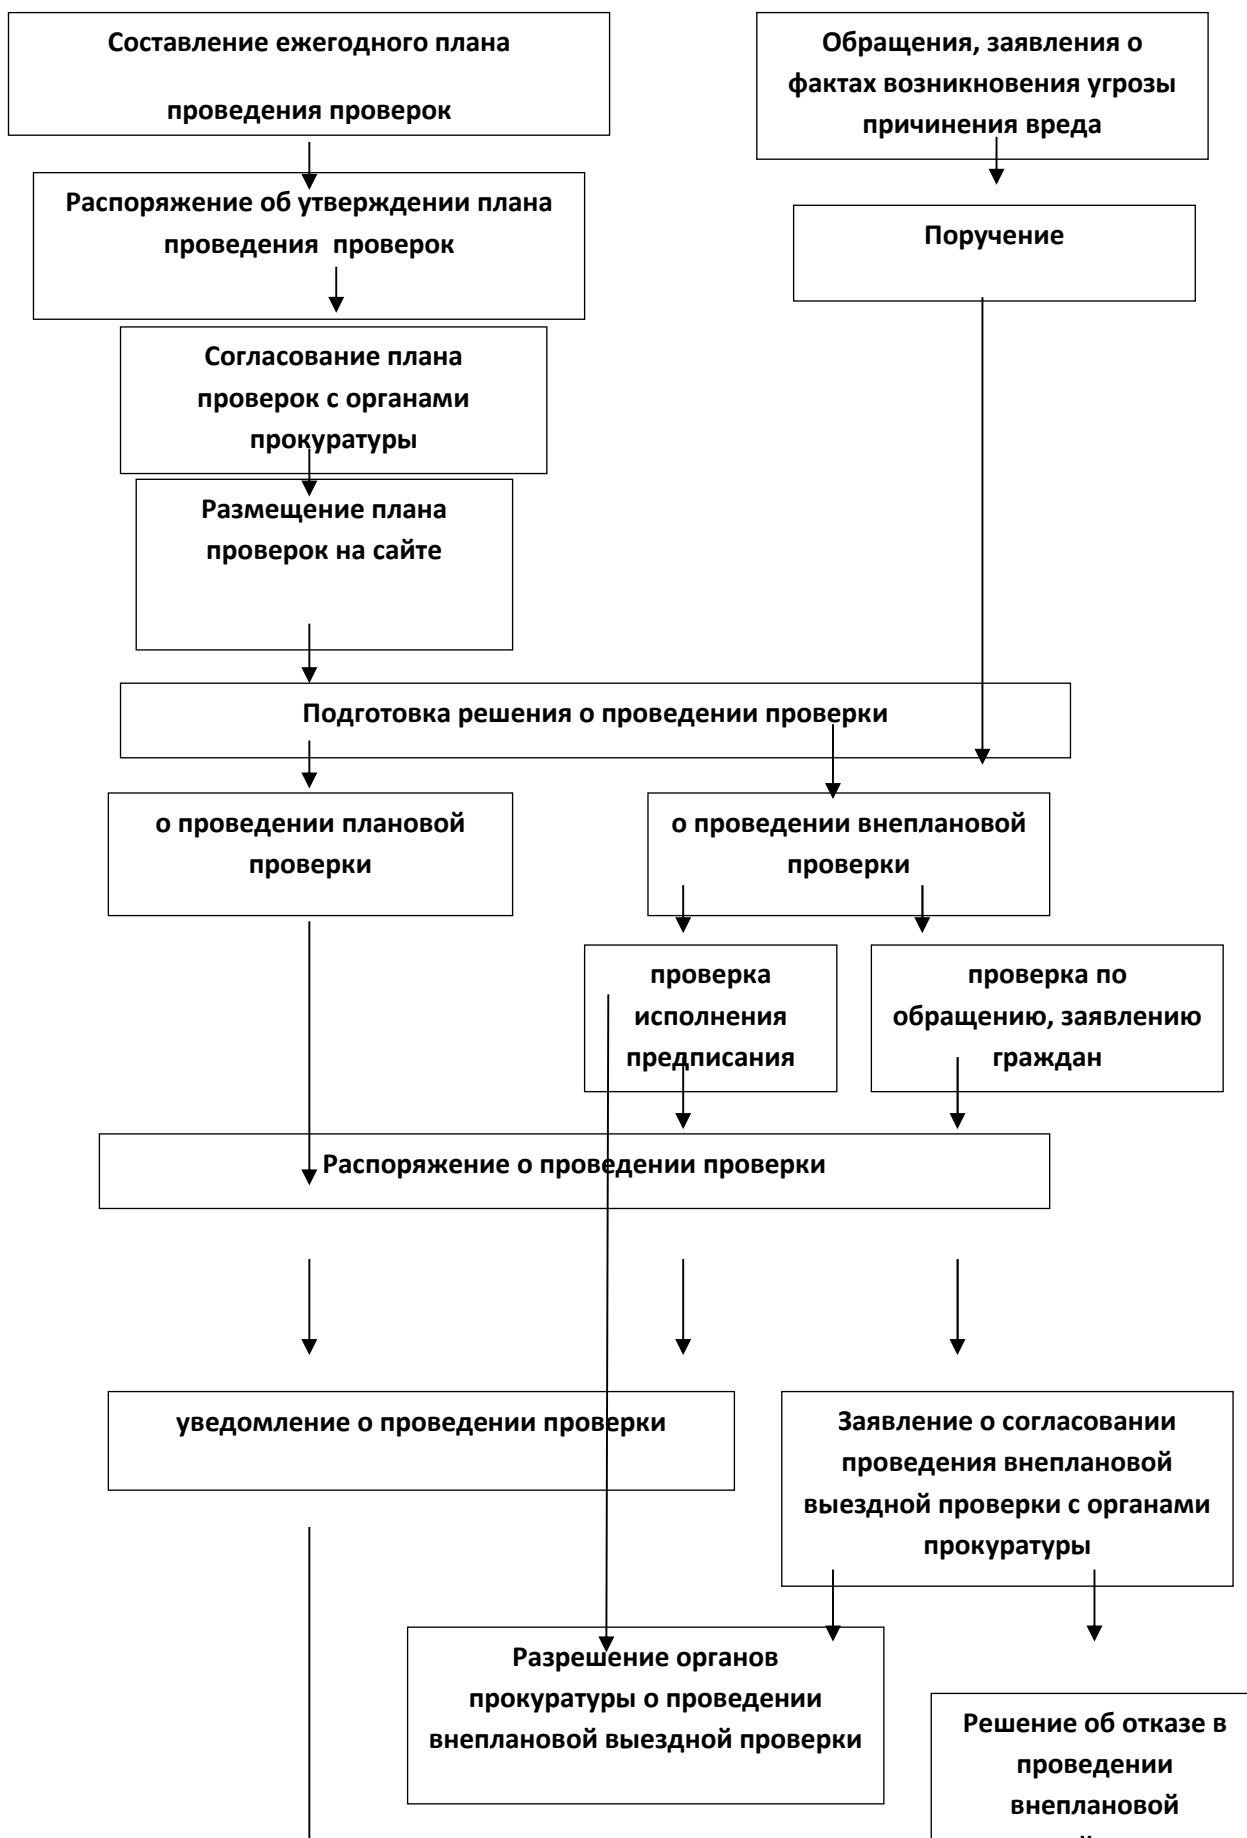 Составление ежегодного плана
проведения проверок
Обращения, заявления о
фактах возникновения угрозы
причинения вреда
Распоряжение об утверждении плана
проведения проверок
Поручение
Согласование плана
проверок с органами
прокуратуры
Размещение плана
проверок на сайте
Подготовка решения о проведении проверки
о проведении плановой
проверки
о проведении внеплановой
проверки
проверка
исполнения
предписания
проверка по
обращению, заявлению
граждан
Распоряжение о проведении проверки
уведомление о проведении проверки
Заявление о согласовании
проведения внеплановой
выездной проверки с органами
прокуратуры
Разрешение органов
прокуратуры о проведении
внеплановой выездной проверки
Решение об отказе в
проведении
внеплановой